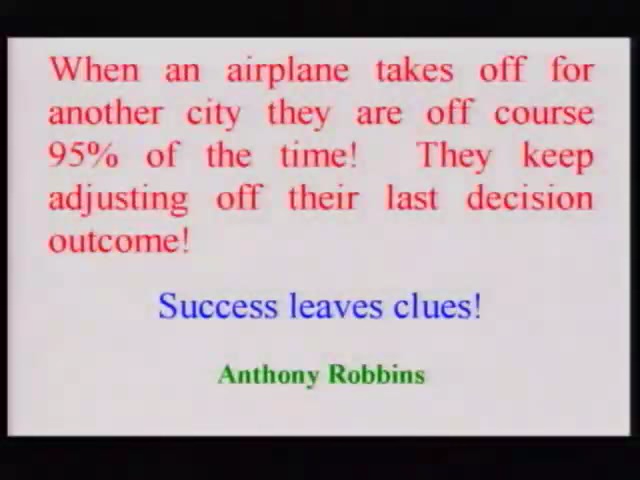 When an airplane takes off for
another city they are off course
95% of the time! They keep
adjusting off their last decision
outcome!
Success leaves clues!
Anthony Robbins